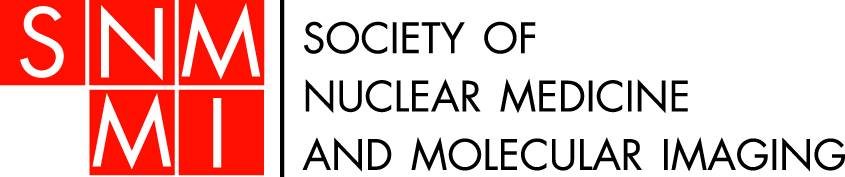 SNM
MI
SOCIETY OF
NUCLEAR MEDICINE
AND MOLECULAR IMAGING